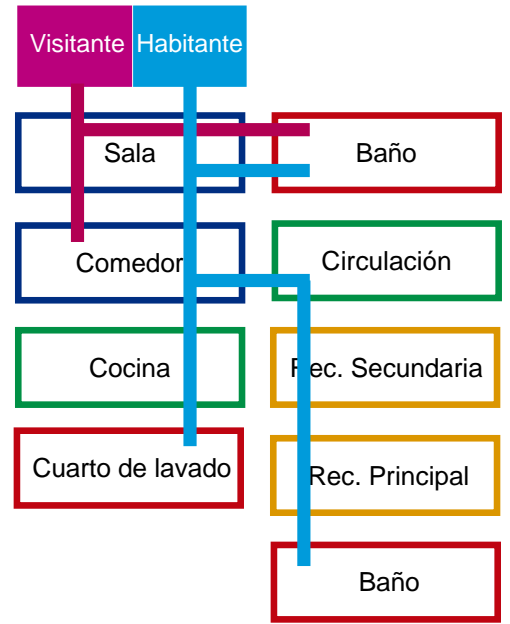 Visitante Habitante
Sala
Baño
Comedor
Circulación
Cocina
Rec. Secundaria
Cuarto de lavado
Rec. Principal
Baño